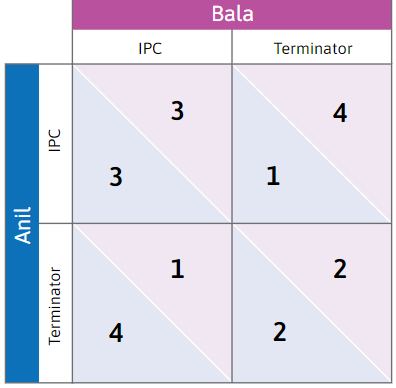 Bala
IPC Terminator
Anil
IPC
3 4
3 1
Terminator
1 2
4 2